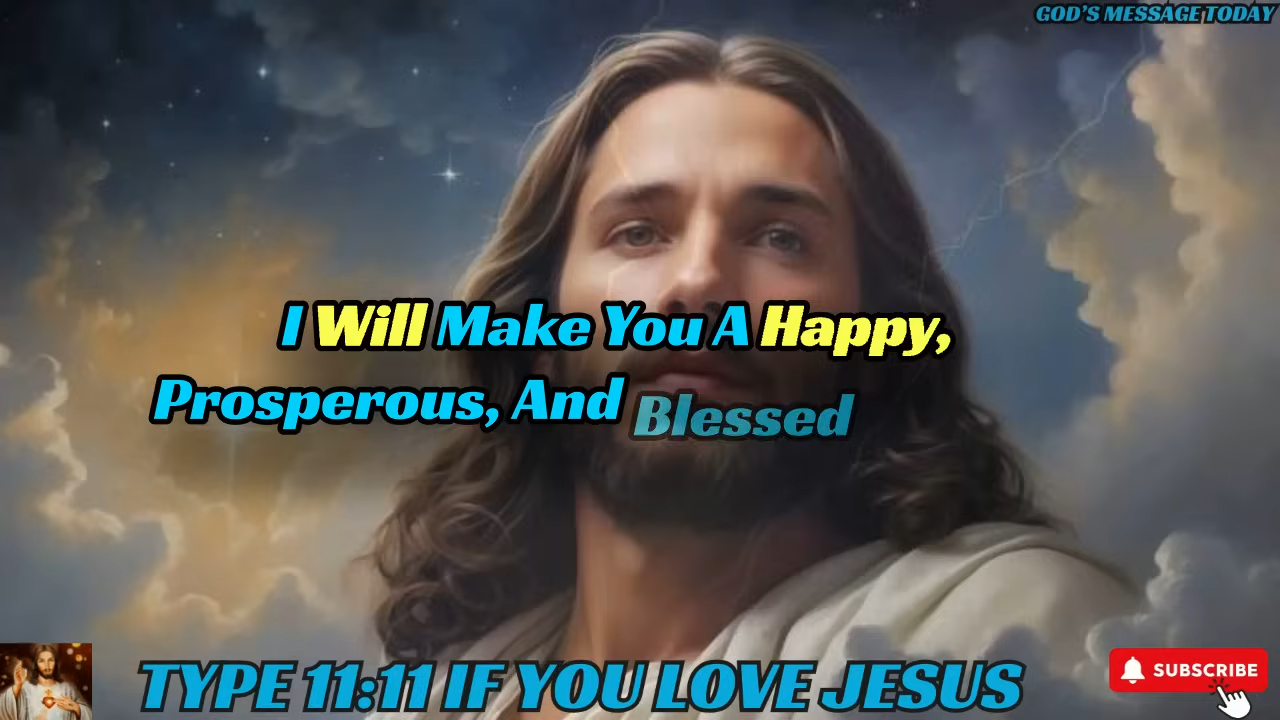 GOD'S MESSAGE TODAY
I Will Make You A Happy,
Prosperous, And Blessed
TYPE 11:11 IF YOU LOVE JESUS
SUBSCRIBE